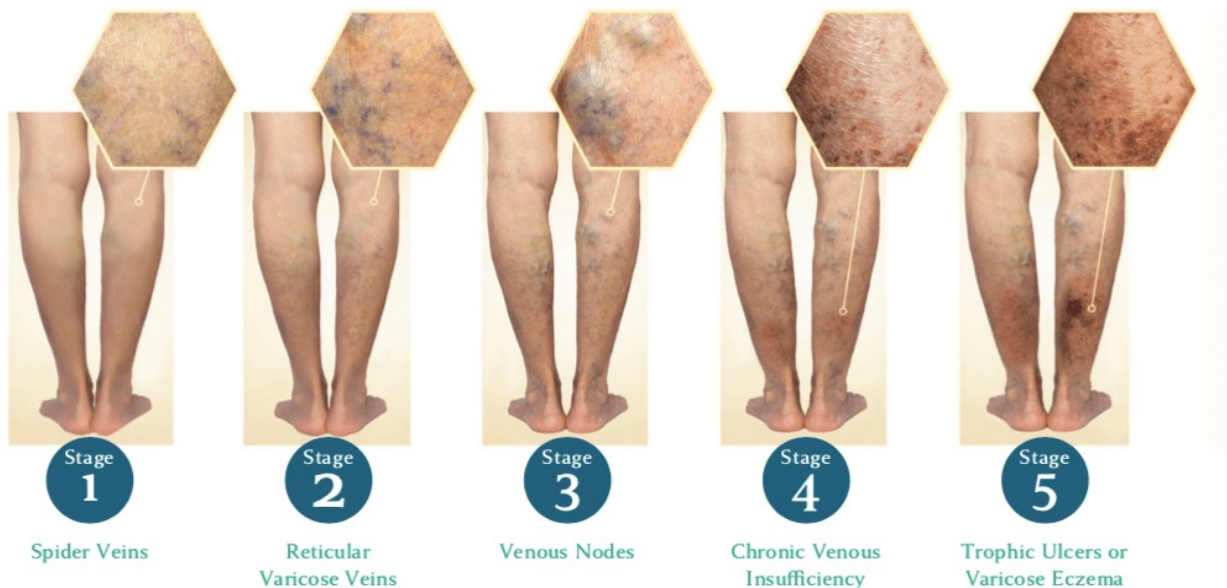 Stage
1
Spider Veins
Stage
2
Reticular
Varicose Veins
Stage
3
Venous Nodes
Stage
4
Chronic Venous
Insufficiency
Stage
5
Trophic Ulcers or
Varicose Eczema